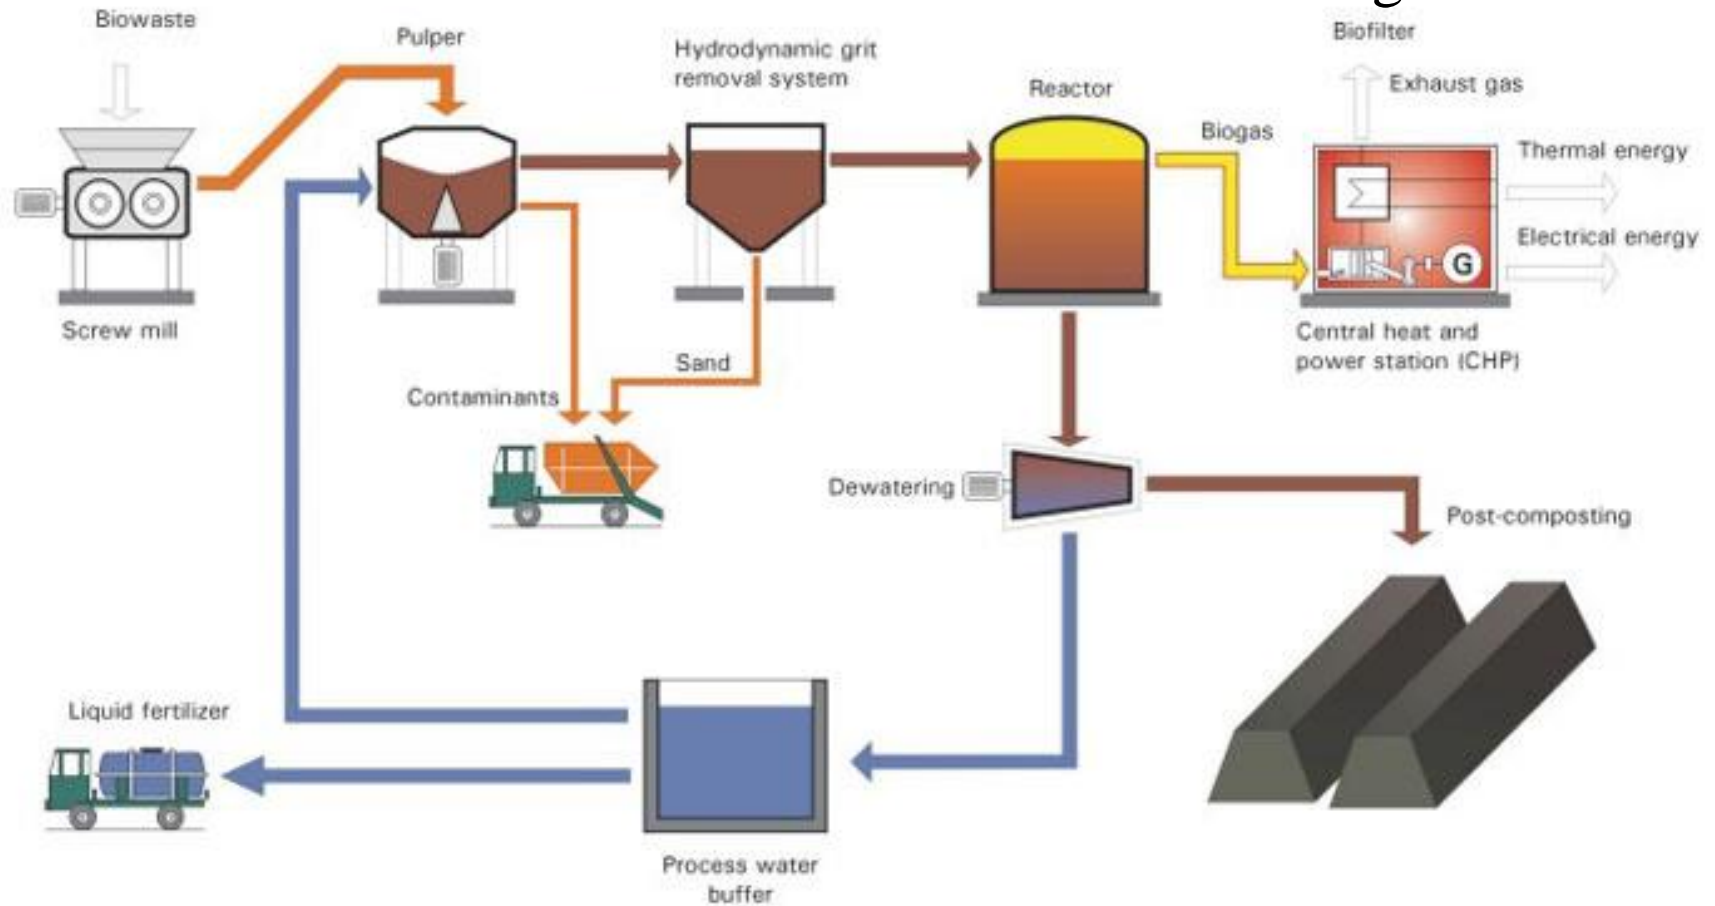 Biowaste
Pulper
Hydrodynamic grit
removal system
Reactor
Biogas
Biofilter
Exhaust gas
Thermal energy
Electrical energy
G
Screw mill
Central heat and
power station (CHP)
Sand
Contaminants
Dewatering
Post-composting
Liquid fertilizer
Process water
buffer